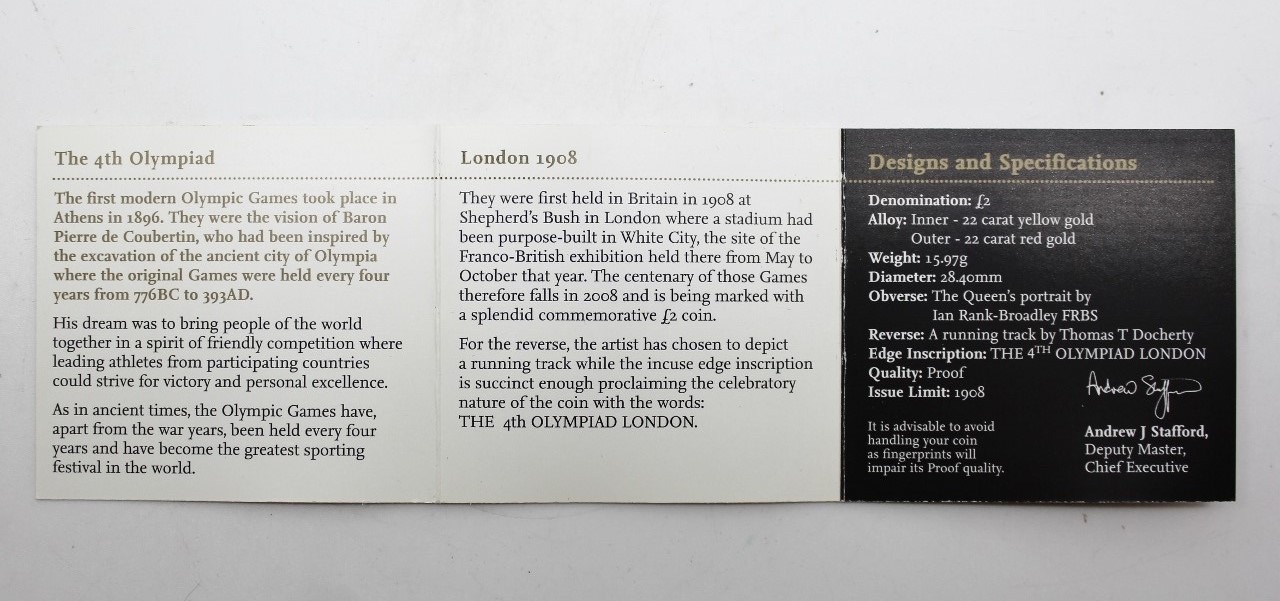 The 4th Olympiad
The first modern Olympic Games took place in
Athens in 1896. They were the vision of Baron
Pierre de Coubertin, who had been inspired by
the excavation of the ancient city of Olympia
where the original Games were held every four
years from 776BC to 393AD.
His dream was to bring people of the world
together in a spirit of friendly competition where
leading athletes from participating countries
could strive for victory and personal excellence.
As in ancient times, the Olympic Games have,
apart from the war years, been held every four
years and have become the greatest sporting
festival in the world.
London 1908
They were first held in Britain in 1908 at
Shepherd's Bush in London where a stadium had
been purpose-built in White City, the site of the
Franco-British exhibition held there from May to
October that year. The centenary of those Games
therefore falls in 2008 and is being marked with
a splendid commemorative £2 coin.
For the reverse, the artist has chosen to depict
a running track while the incuse edge inscription
is succinct enough proclaiming the celebratory
nature of the coin with the words:
THE 4th OLYMPIAD LONDON.
Designs and Specifications
Denomination: £2
Alloy: Inner - 22 carat yellow gold
Outer - 22 carat red gold
Weight: 15.97g
Diameter: 28.40mm
Obverse: The Queen's portrait by
Ian Rank-Broadley FRBS
Reverse: A running track by Thomas T Docherty
Edge Inscription: THE 4TH OLYMPIAD LONDON
Quality: Proof
Issue Limit: 1908
It is advisable to avoid
handling your coin
as fingerprints will
impair its Proof quality.
Andrew Stafford
Andrew J Stafford,
Deputy Master,
Chief Executive